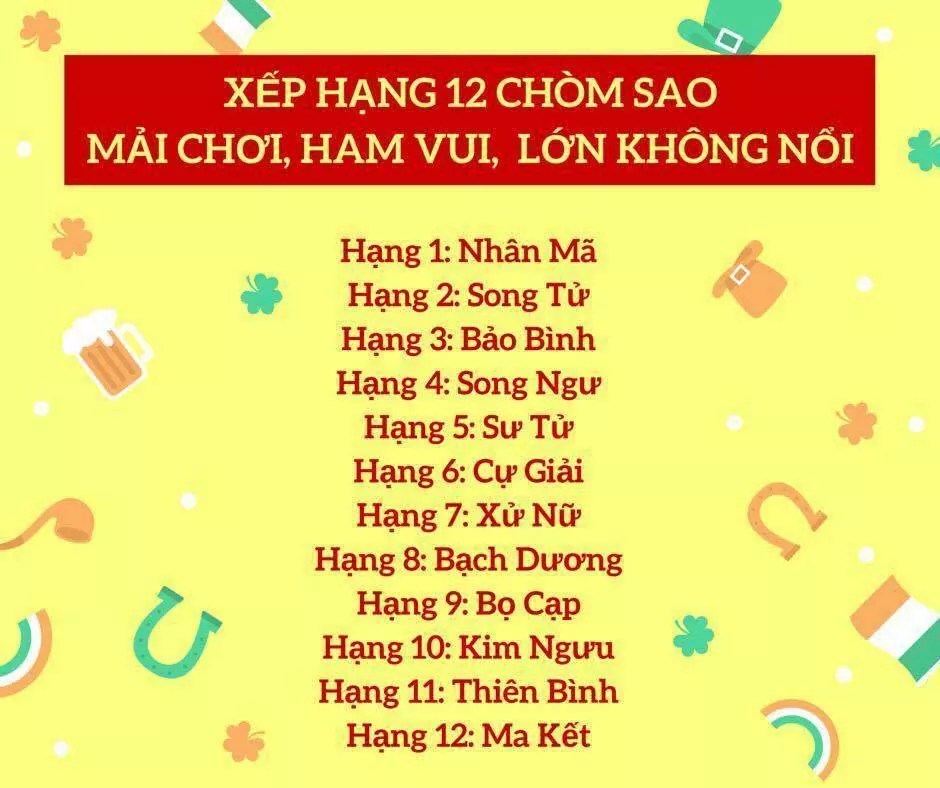 XẾP HẠNG 12 CHÒM SAO
MẢI CHƠI, HAM VUI, LỚN KHÔNG NỔI
Hạng 1: Nhân Mã
Hạng 2: Song Tử
Hạng 3: Bảo Bình
Hạng 4: Song Ngư
Hạng 5: Sư Tử
Hạng 6: Cự Giải
Hạng 7: Xử Nữ
Hạng 8: Bạch Dương
Hạng 9: Bọ Cạp
Hạng 10: Kim Ngưu
Hạng 11: Thiên Bình
Hạng 12: Ma Kết